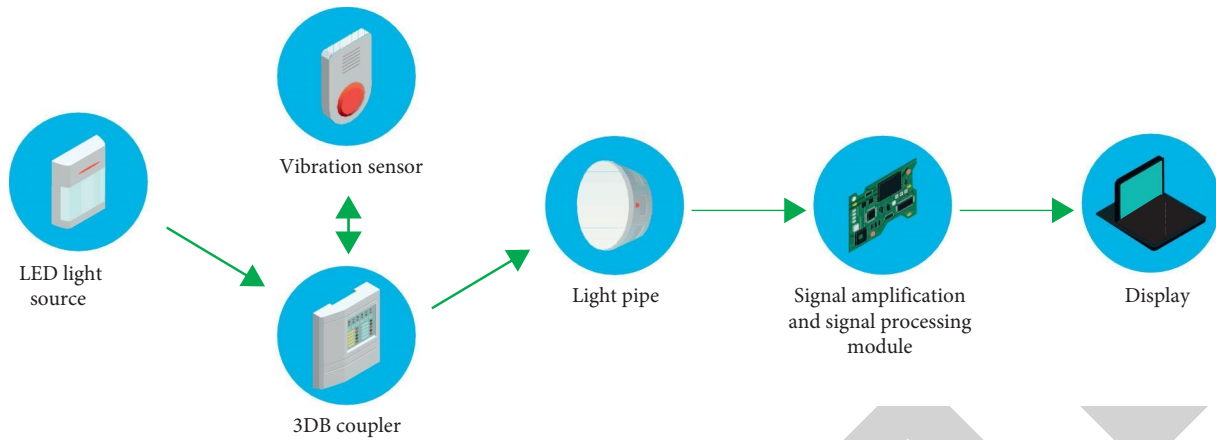 Vibration sensor
LED light
source
3DB coupler
Light pipe
Signal amplification
and signal processing
module
Display